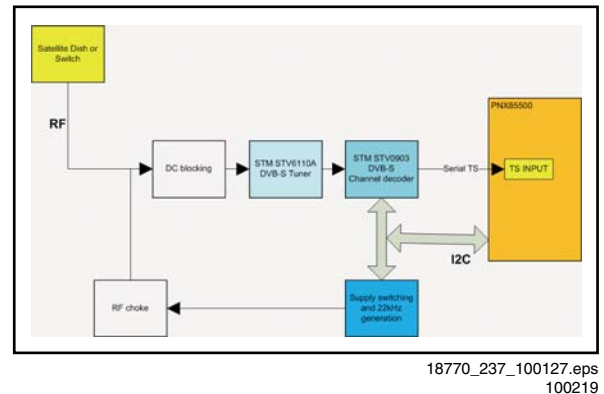 Satellite Dish or
Switch
RF
PNX85500
DC blocking
STM STV6110A
DVB-S Tuner
STM STV0903
DVB-S
Channel decoder
Serial TS
TS INPUT
I2C
RF choke
Supply switching
and 22kHz
generation
18770_237_100127.eps
100219